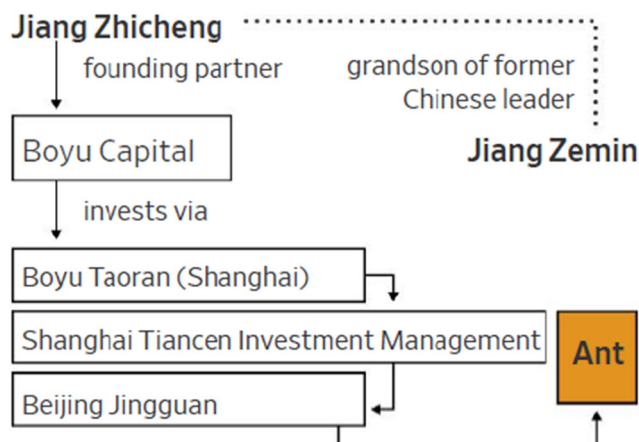 Jiang Zhicheng
founding partner
grandson of former
Chinese leader
Jiang Zemin
Boyu Capital
invests via
Boyu Taoran (Shanghai)
Shanghai Tiancen Investment Management
Ant
Beijing Jingguan